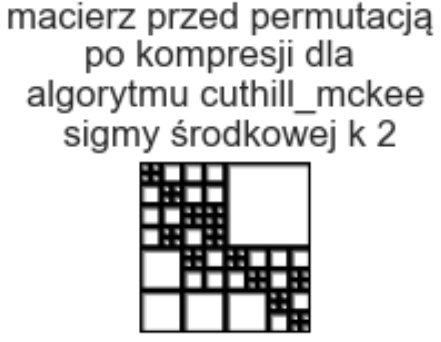 macierz przed permutacją
po kompresji dla
algorytmu cuthill_mckee
sigmy środkowej k 2